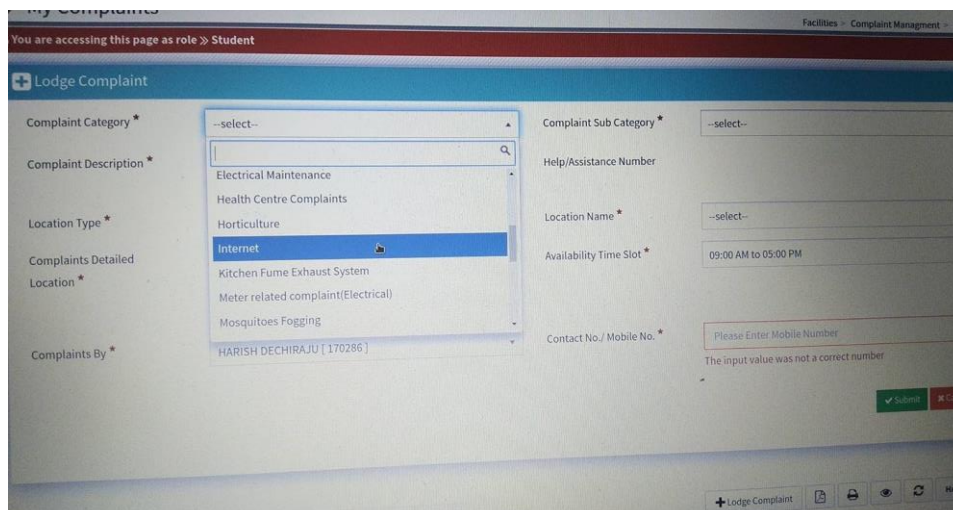 My Complaints
Facilities > Complaint Managment >
You are accessing this page as role » Student
Lodge Complaint
Complaint Category *
--select--
Complaint Sub Category *
--select--
Complaint Description *
Help/Assistance Number
Electrical Maintenance
Health Centre Complaints
Horticulture
Internet
Kitchen Fume Exhaust System
Meter related complaint(Electrical)
Mosquitoes Fogging
Location Type *
Location Name *
--select--
Complaints Detailed
Location *
Availability Time Slot *
09:00 AM to 05:00 PM
Complaints By *
HARISH DECHIRAJU [ 170286 ]
Contact No./ Mobile No. *
Please Enter Mobile Number
The input value was not a correct number
Submit
Lodge Complaint